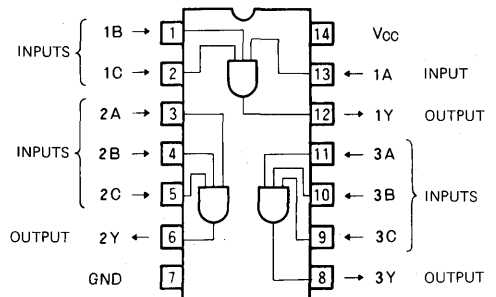 1B → 1 14 VCC
INPUTS
1C → 2 13 ← 1A INPUT
2A → 3 12 → 1Y OUTPUT
INPUTS 2B → 4 11 ← 3A
2C → 5 10 ← 3B INPUTS
OUTPUT 2Y ← 6 9 ← 3C
GND 7 8 → 3Y OUTPUT